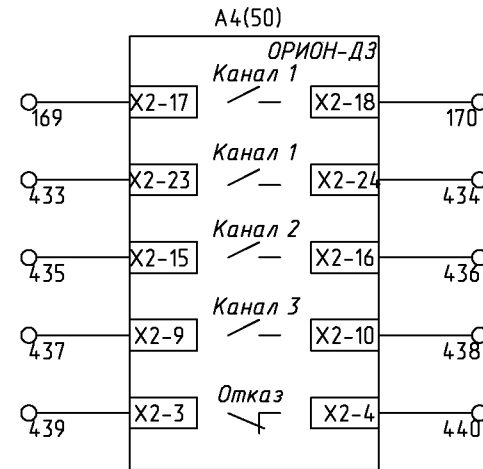 A4(50)
ОРИОН-ДЗ
Канал 1
169 X2-17 X2-18 170
Канал 1
433 X2-23 X2-24 434
Канал 2
435 X2-15 X2-16 436
Канал 3
437 X2-9 X2-10 438
Отказ
439 X2-3 X2-4 440